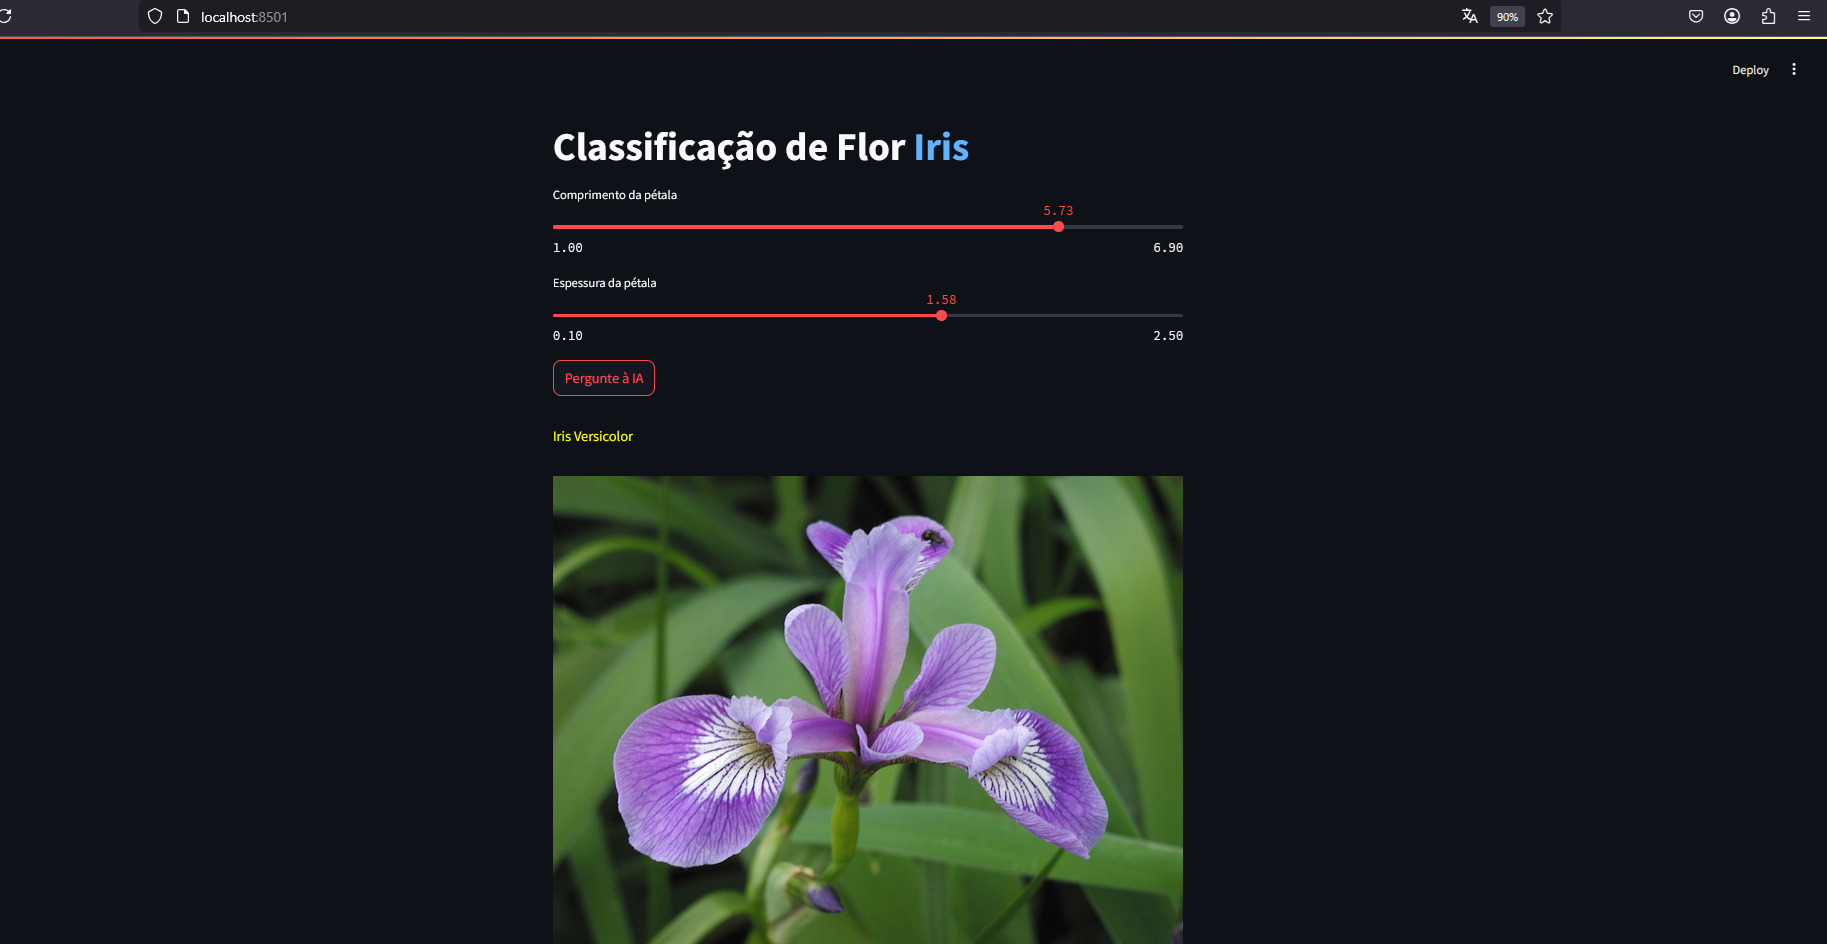 localhost:8501
90%
Deploy
Classificação de Flor Iris
Comprimento da pétala
5.73
1.00 6.90
Espessura da pétala
1.58
0.10 2.50
Pergunte à IA
Iris Versicolor